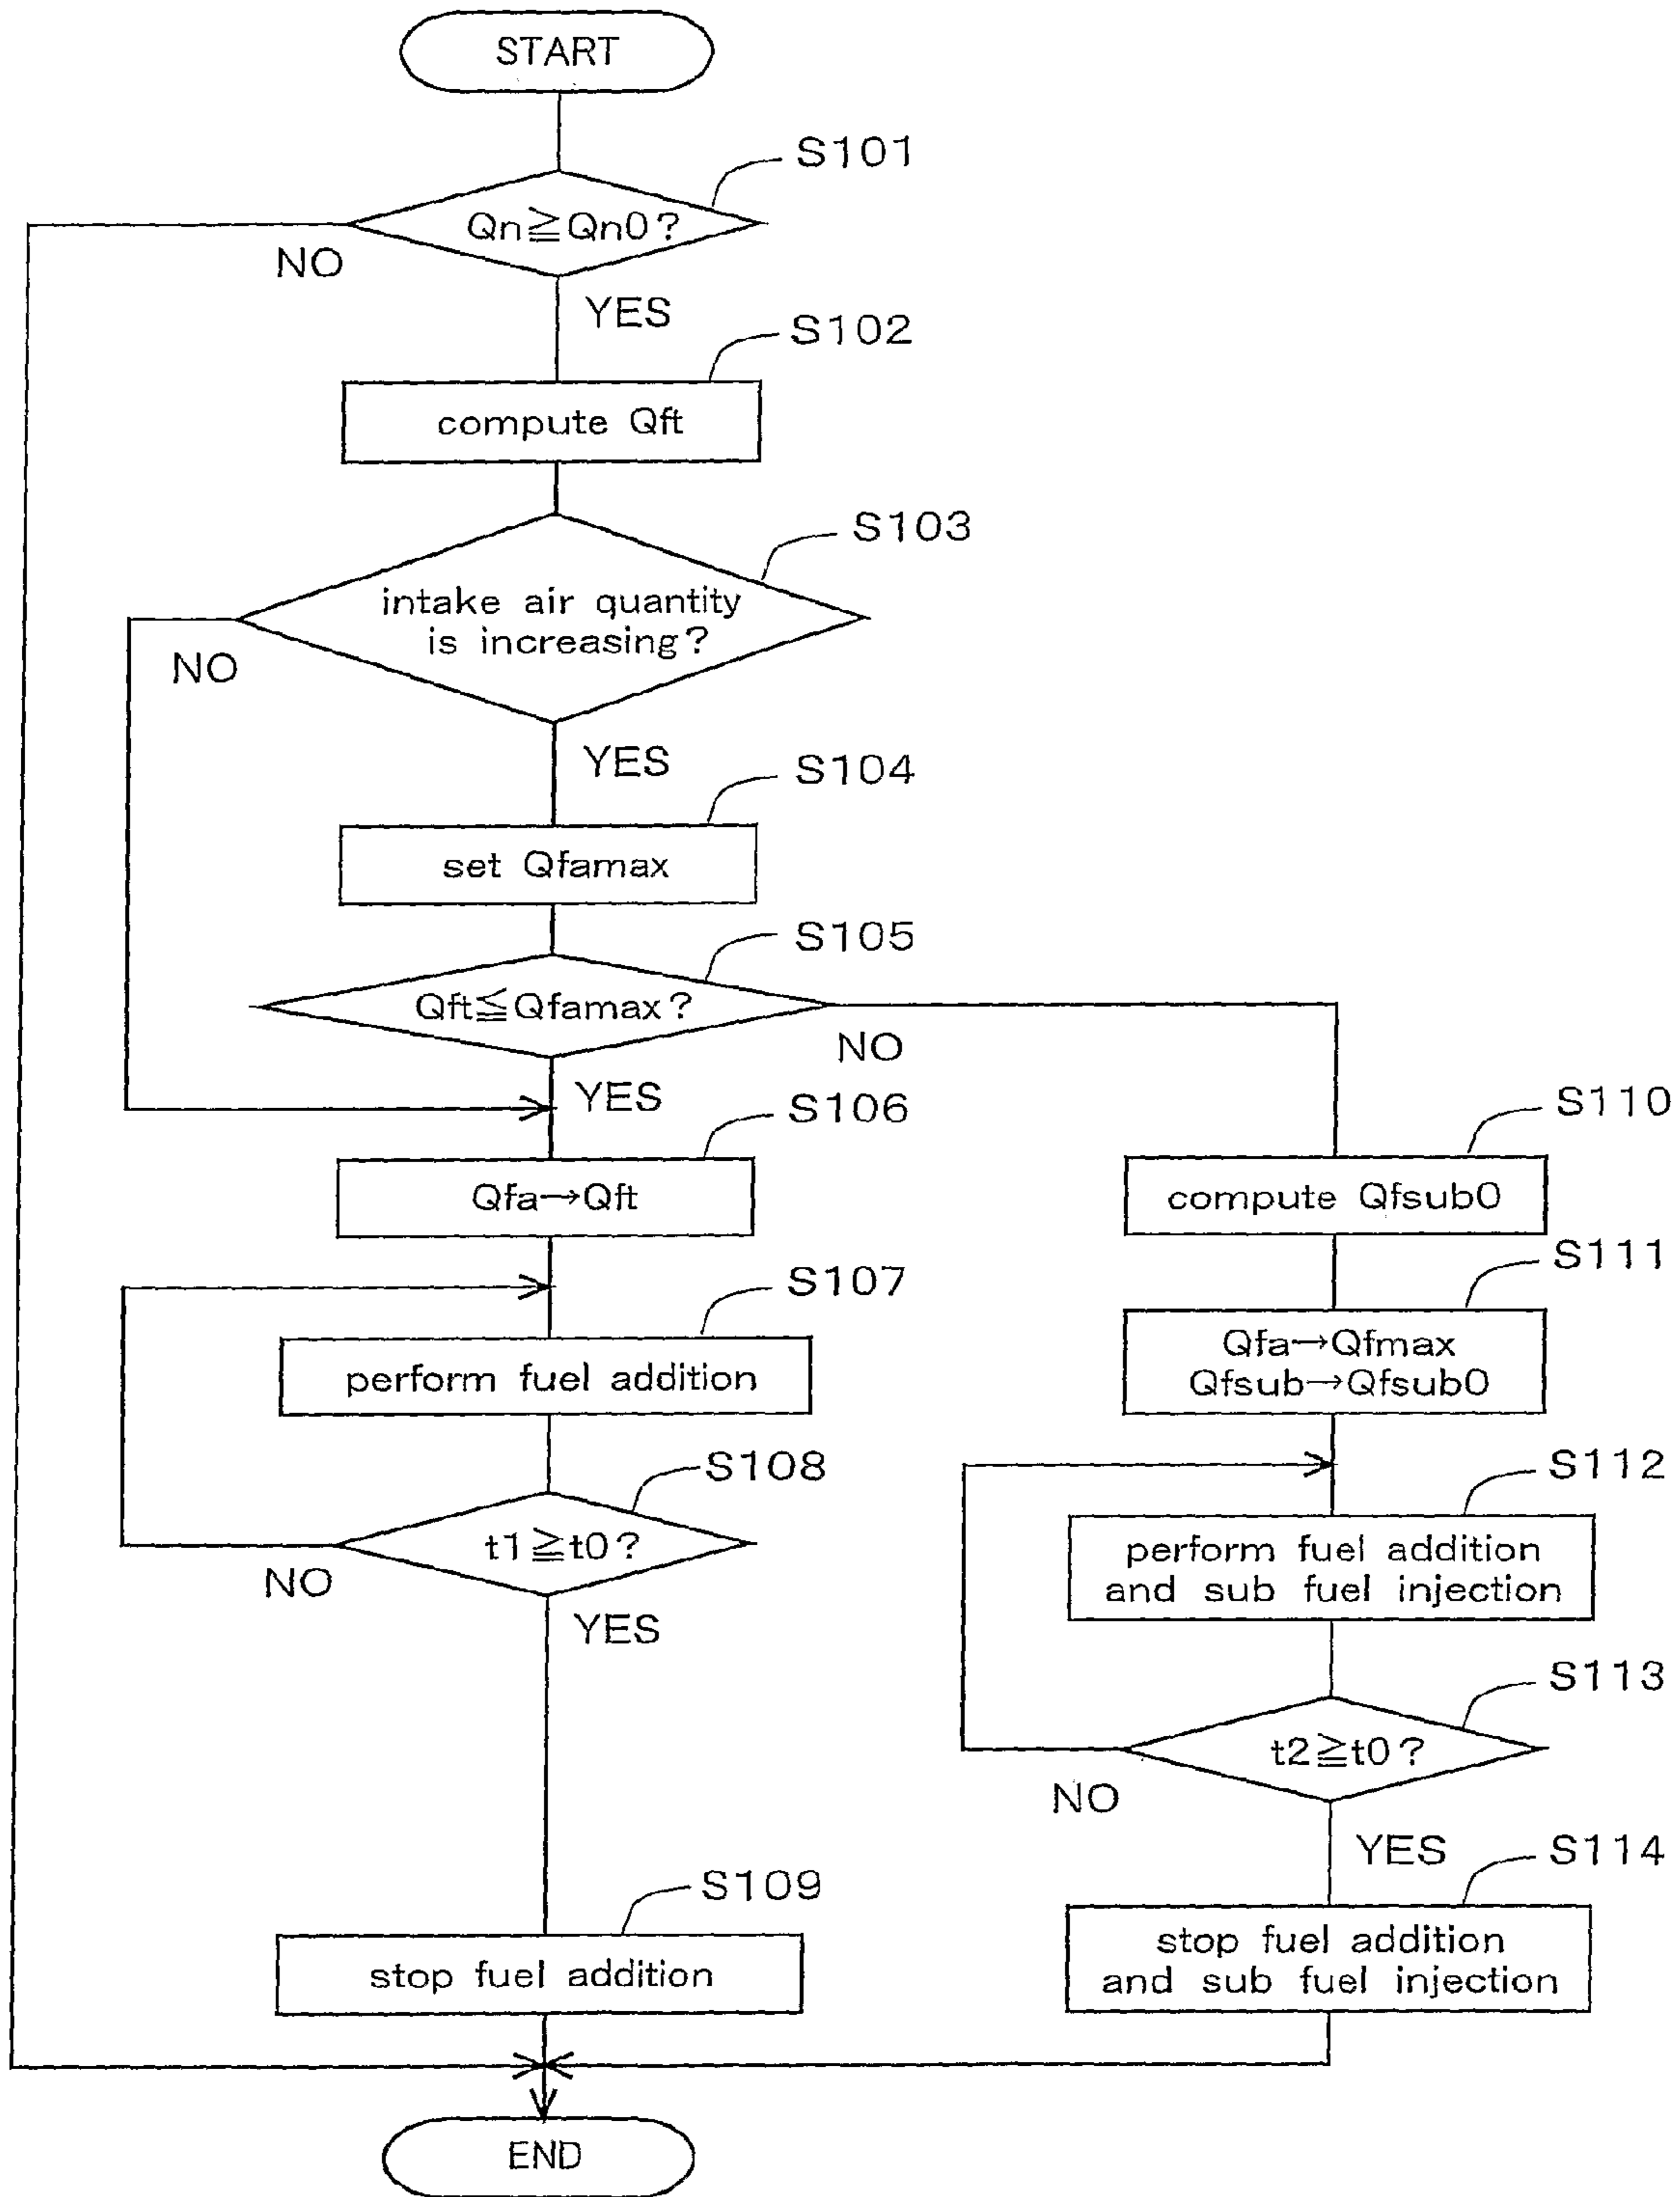 START
S101
Qn≧Qn0?
NO
YES
S102
compute Qft
S103
intake air quantity
is increasing?
NO
YES
S104
set Qfamax
S105
Qft≦Qfamax?
NO
YES
S106
Qfa→Qft
S107
perform fuel addition
S108
t1≧t0?
NO
YES
S109
stop fuel addition
S110
compute Qfsub0
S111
Qfa→Qfmax
Qfsub→Qfsub0
S112
perform fuel addition
and sub fuel injection
S113
t2≧t0?
NO
YES
S114
stop fuel addition
and sub fuel injection
END